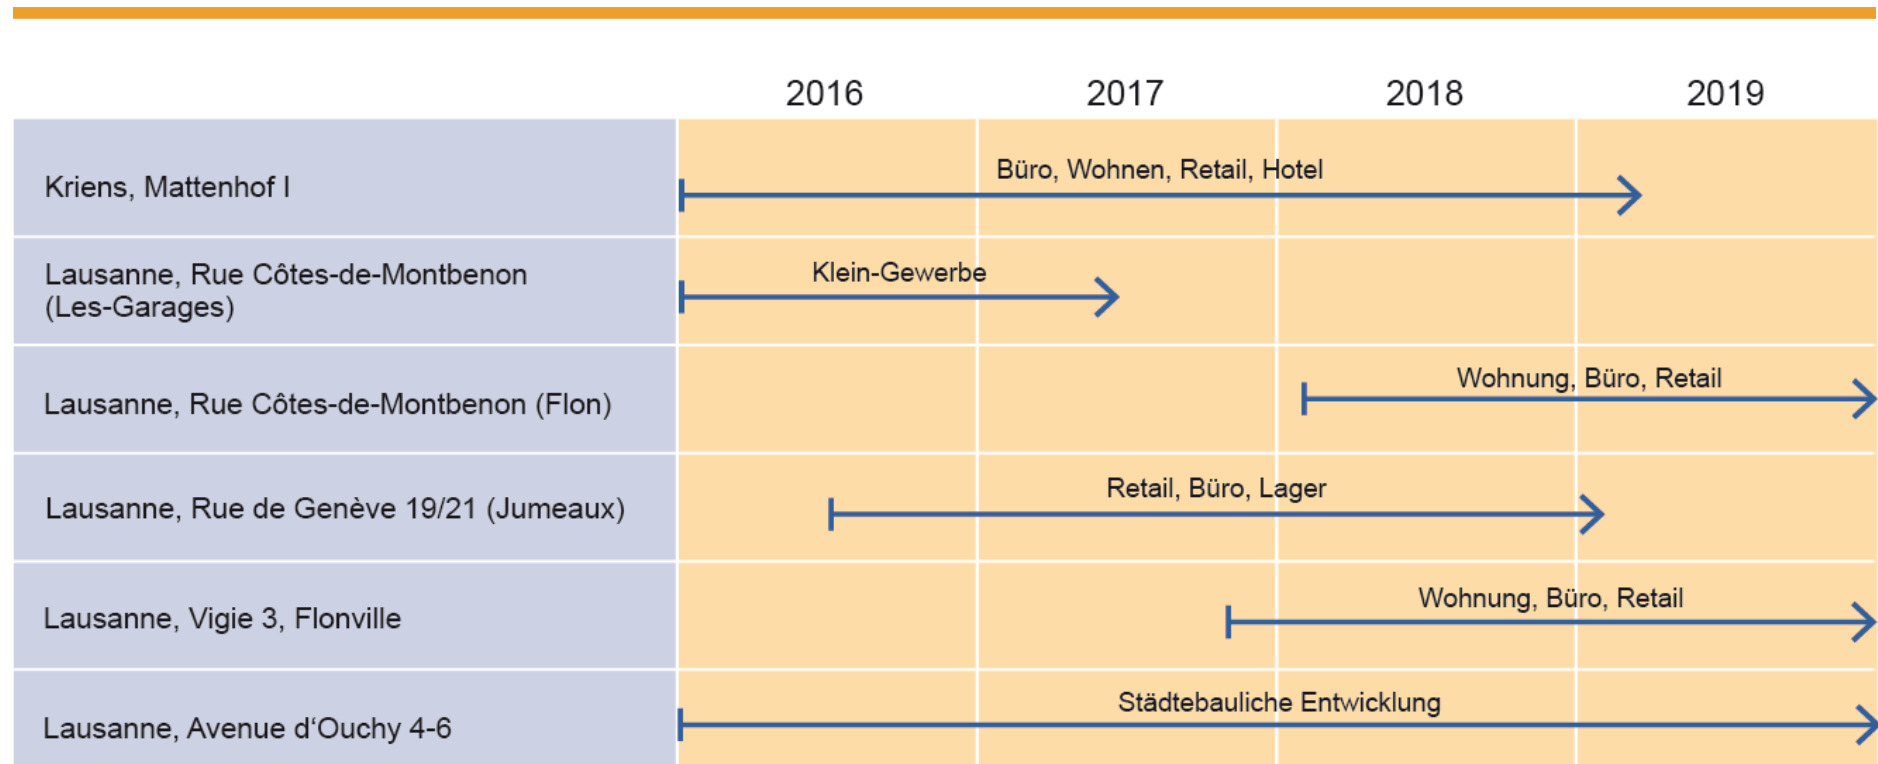 2016 2017 2018 2019
Kriens, Mattenhof I
Büro, Wohnen, Retail, Hotel
Lausanne, Rue Côtes-de-Montbenon
(Les-Garages)
Klein-Gewerbe
Lausanne, Rue Côtes-de-Montbenon (Flon)
Wohnung, Büro, Retail
Lausanne, Rue de Genève 19/21 (Jumeaux)
Retail, Büro, Lager
Lausanne, Vigie 3, Flonville
Wohnung, Büro, Retail
Lausanne, Avenue d‘Ouchy 4-6
Städtebauliche Entwicklung